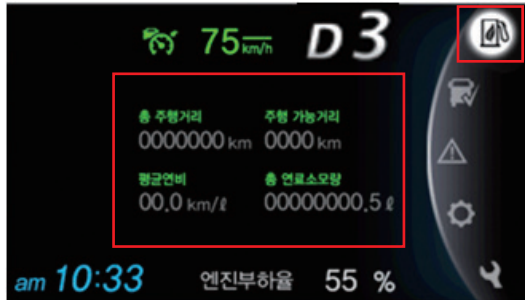 75 km/h D 3
총 주행거리 주행 가능거리
0000000 km 0000 km
평균연비 총 연료소모량
00.0 km/ℓ 00000000.5 ℓ
am 10:33 엔진부하율 55 %